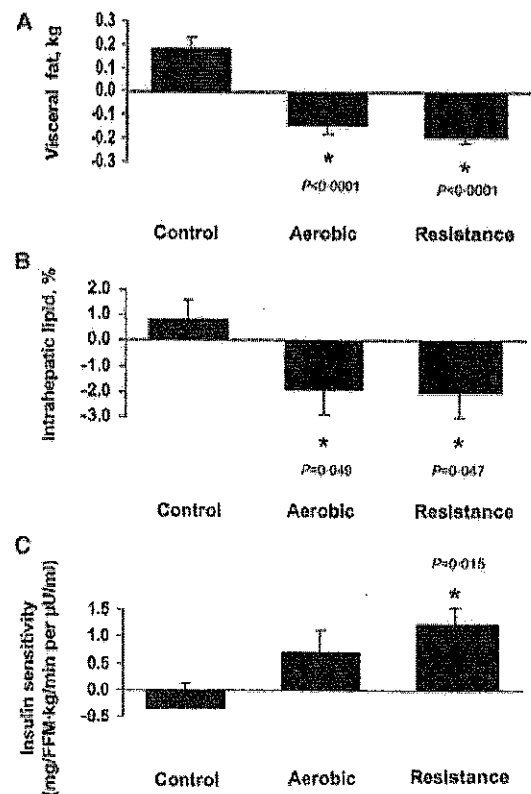 A
Visceral fat, kg
0.3
0.2
0.1
0.0
-0.1
-0.2
-0.3
*
P<0·0001
*
P<0·0001
Control
Aerobic
Resistance
B
Intrahepatic lipid, %
2.0
1.0
0.0
-1.0
-2.0
-3.0
*
P=0·049
*
P=0·047
Control
Aerobic
Resistance
C
Insulin sensitivity
(mg/FFM·kg/min per µU/ml)
1.5
1.0
0.5
0.0
-0.5
P=0·015
*
Control
Aerobic
Resistance